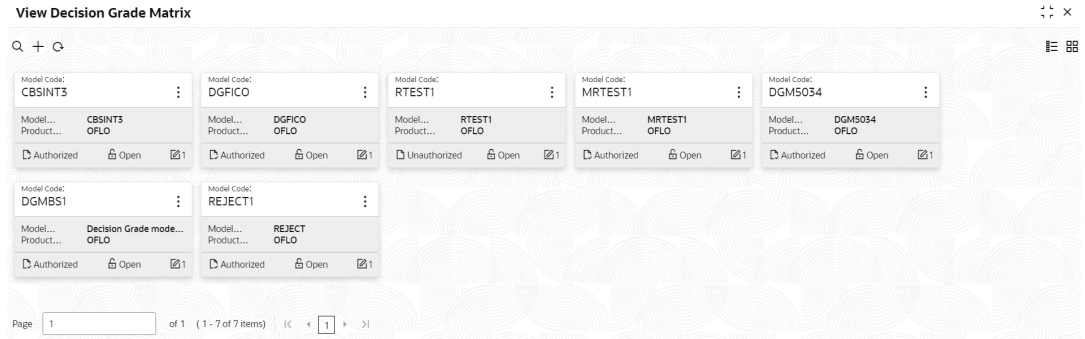 View Decision Grade Matrix
Model Code: Model Code: Model Code: Model Code: Model Code:
CBSINT3 DGFICO RTEST1 MRTEST1 DGM5034
Model... CBSINT3 Model... DGFICO Model... RTEST1 Model... MRTEST1 Model... DGM5034
Product... OFLO Product... OFLO Product... OFLO Product... OFLO Product... OFLO
Authorized Open 1 Authorized Open 1 Unauthorized Open 1 Authorized Open 1 Authorized Open 1
Model Code: Model Code:
DGMBS1 REJECT1
Model... Decision Grade mode... Model... REJECT
Product... OFLO Product... OFLO
Authorized Open 1 Authorized Open 1
Page 1 of 1 (1 - 7 of 7 items) 1